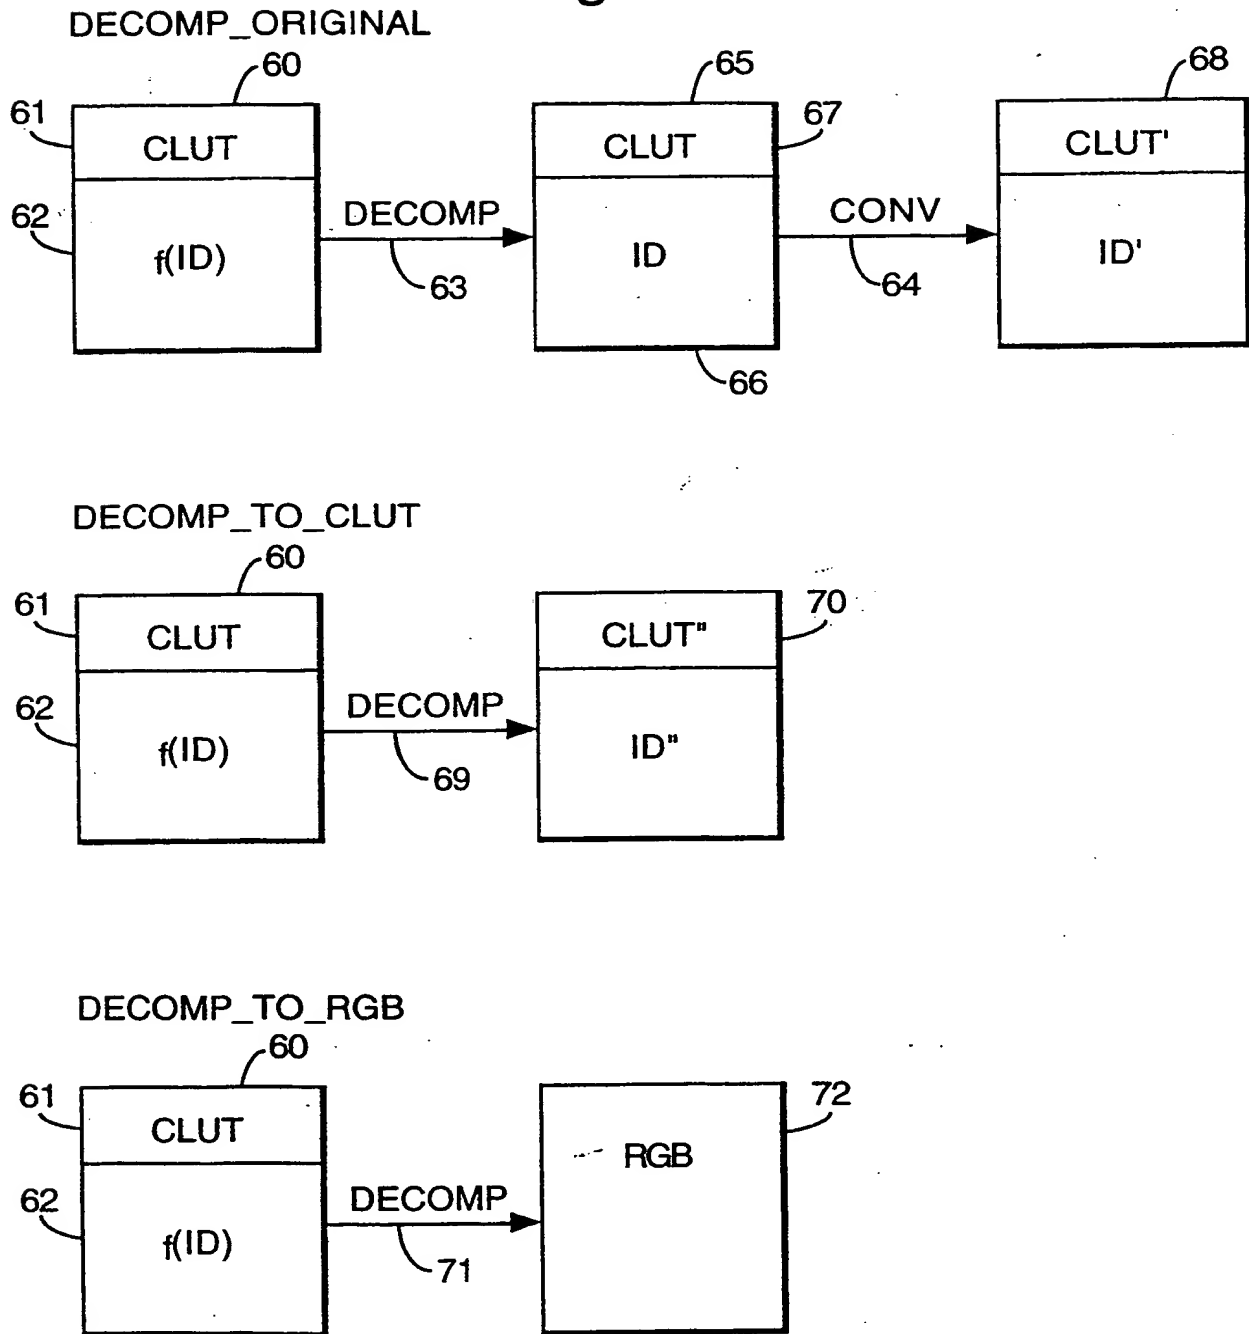 DECOMP_ORIGINAL
60
65
68
61
CLUT
CLUT
67
CLUT'
62
f(ID)
DECOMP
63
ID
CONV
64
ID'
66
DECOMP_TO_CLUT
60
61
CLUT
CLUT"
70
62
f(ID)
DECOMP
69
ID"
DECOMP_TO_RGB
60
61
CLUT
RGB
72
62
f(ID)
DECOMP
71